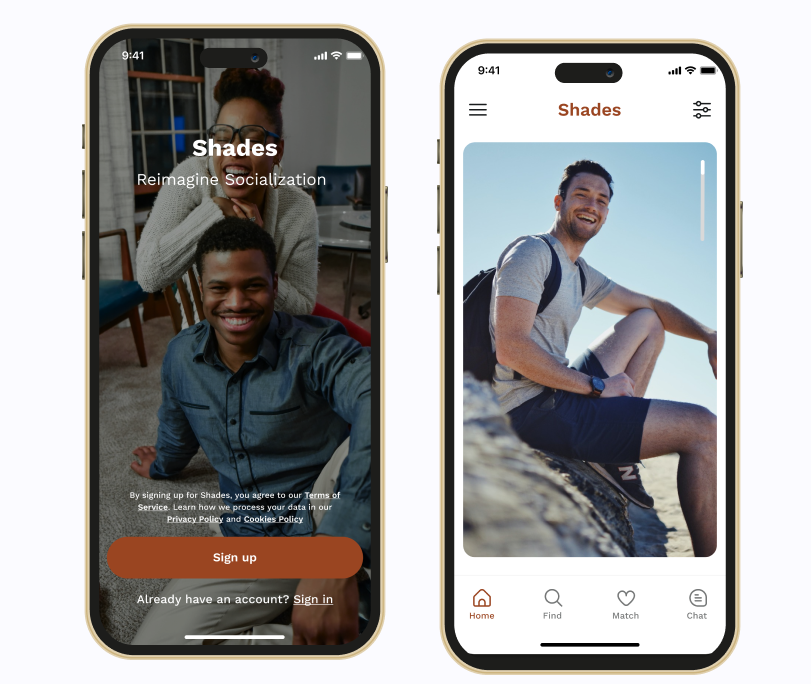 9:41
Shades
Reimagine Socialization
By signing up for Shades, you agree to our Terms of
Service. Learn how we process your data in our
Privacy Policy and Cookies Policy
Sign up
Already have an account? Sign in
9:41
Shades
N
Home
Find
Match
Chat